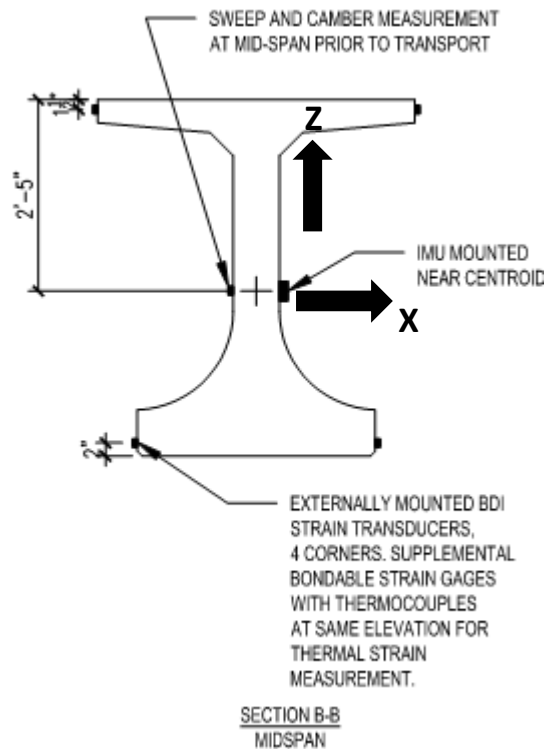 SWEEP AND CAMBER MEASUREMENT
AT MID-SPAN PRIOR TO TRANSPORT
1½"
Z
2'-5"
IMU MOUNTED
NEAR CENTROID
X
2"
EXTERNALLY MOUNTED BDI
STRAIN TRANSDUCERS,
4 CORNERS. SUPPLEMENTAL
BONDABLE STRAIN GAGES
WITH THERMOCOUPLES
AT SAME ELEVATION FOR
THERMAL STRAIN
MEASUREMENT.
SECTION B-B
MIDSPAN